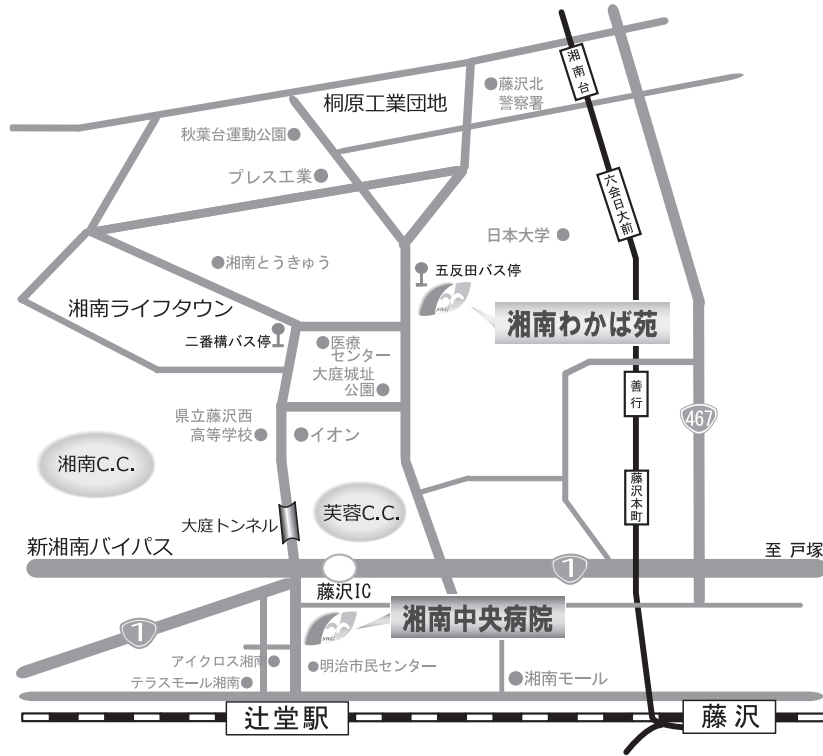 湘南台
桐原工業団地
藤沢北
警察署
秋葉台運動公園
プレス工業
六会日大前
日本大学
湘南とうきゅう
五反田バス停
湘南ライフタウン
湘南わかば苑
二番構バス停
医療
センター
大庭城址
公園
善行
県立藤沢西
高等学校
イオン
467
湘南C.C.
藤沢本町
芙蓉C.C.
大庭トンネル
新湘南バイパス
至 戸塚
1
藤沢IC
湘南中央病院
1
アイクロス湘南
明治市民センター
テラスモール湘南
湘南モール
辻堂駅
藤沢